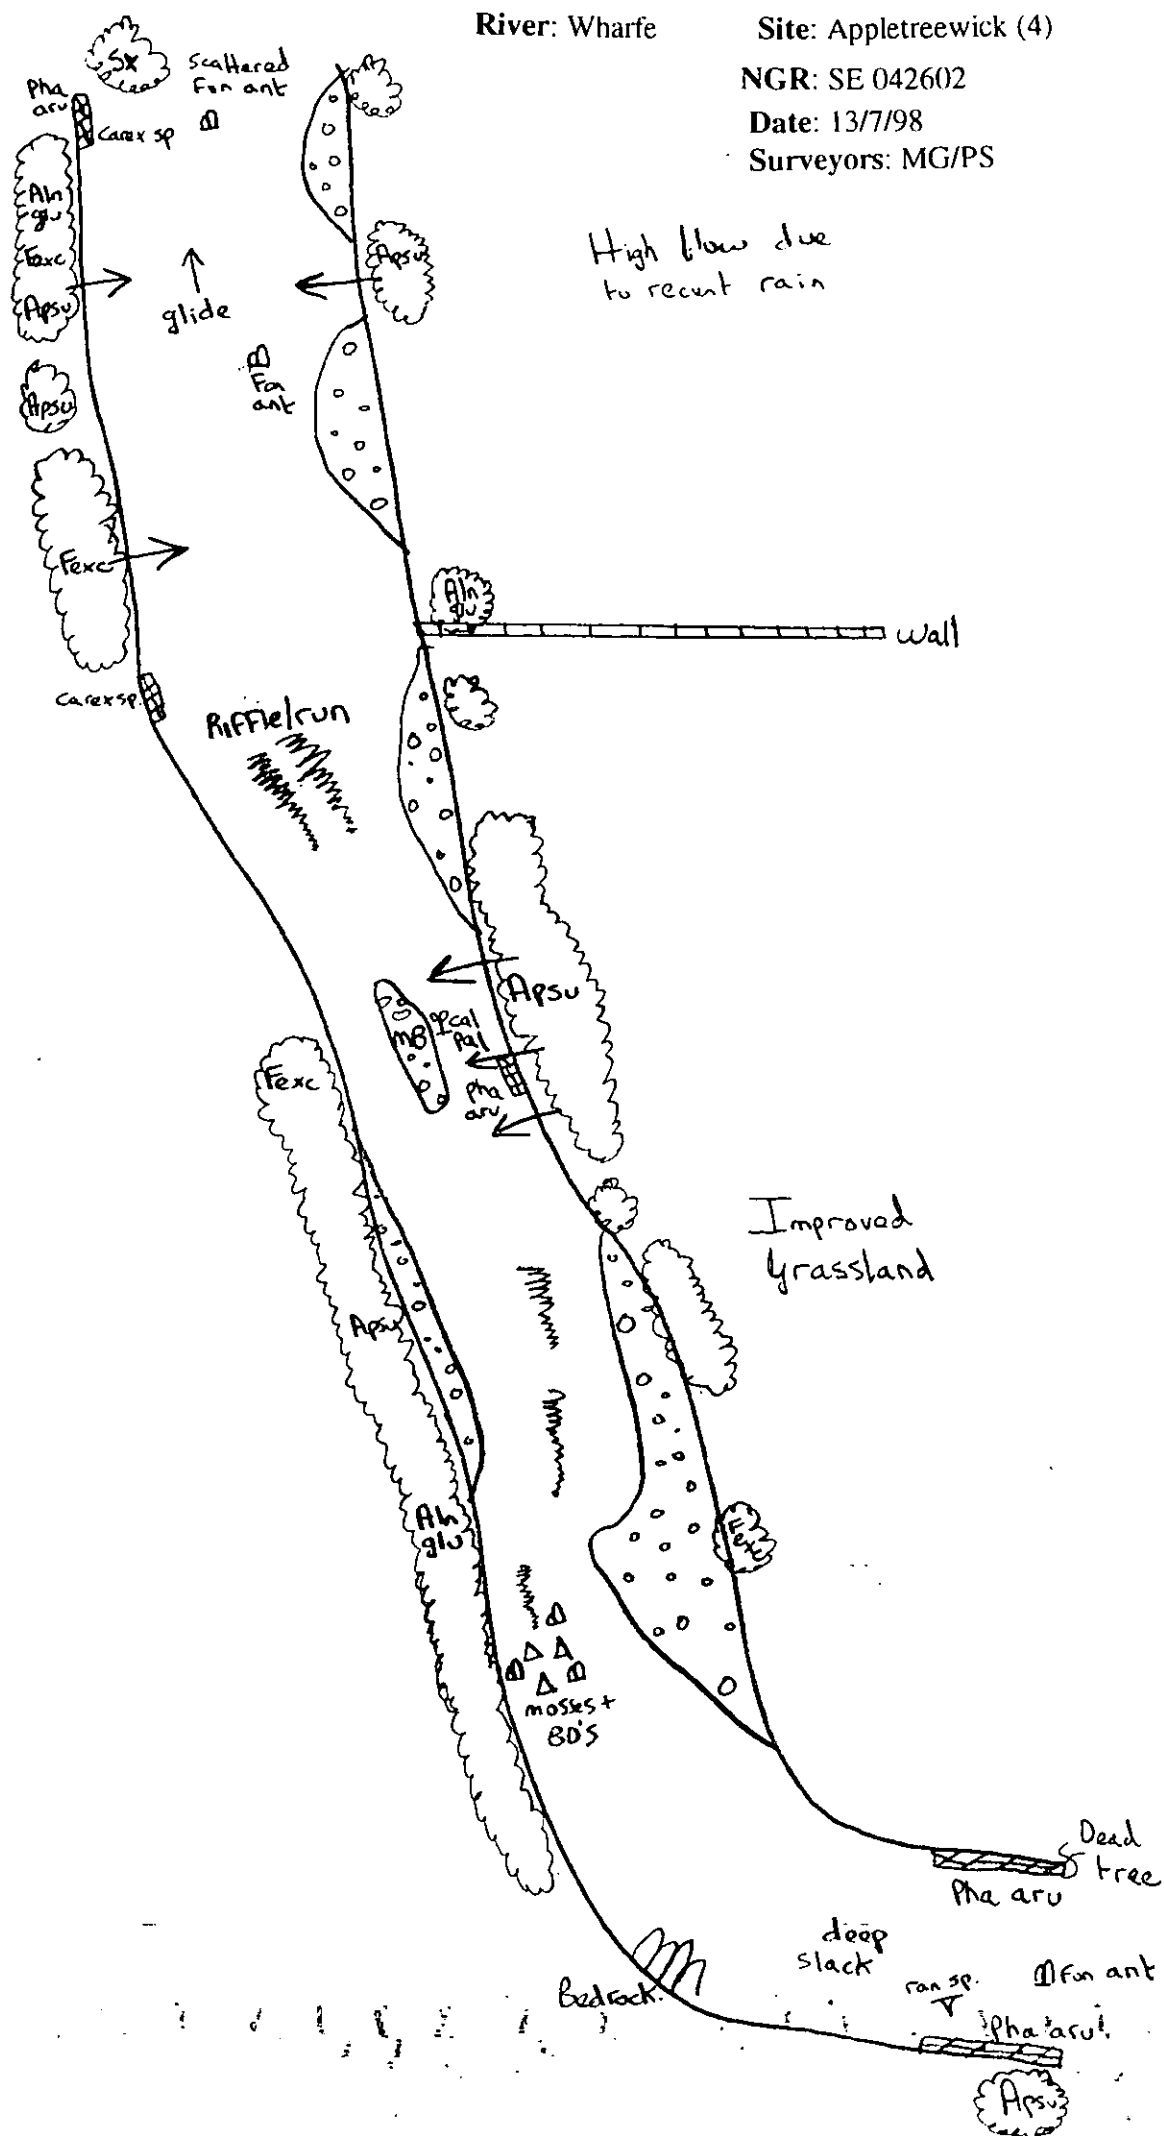 River: Wharfe
Site: Appletreewick (4)
NGR: SE 042602
Date: 13/7/98
Surveyors: MG/PS
Sx
scattered
Fon ant
Pha
aru
Carex sp
Aln
glu
Fexc
Apsu
glide
Apsu
High flow due
to recent rain
Apsu
Fon
ant
Fexc
Aln
glu
Wall
Carex sp.
Riffle/run
Apsu
MB
cal
pal
Pha
aru
Fexc
Improved
Grassland
Apsu
Aln
glu
Fexc
mosses +
BD's
Dead
tree
Pha aru
deep
slack
Bedrock
ran sp.
Fon ant
Pha aru
Apsu